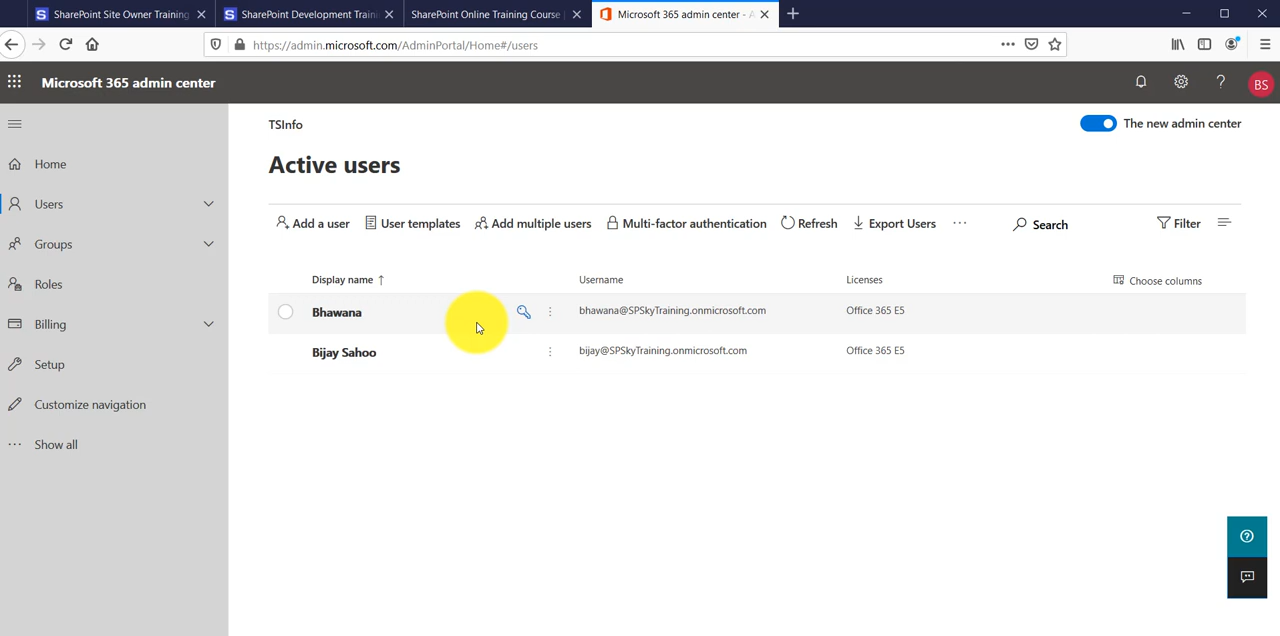 SharePoint Site Owner Training
SharePoint Development Traini
SharePoint Online Training Course |
Microsoft 365 admin center - A
https://admin.microsoft.com/AdminPortal/Home#/users
Microsoft 365 admin center
BS
TSInfo
The new admin center
Active users
Home
Users
Groups
Roles
Billing
Setup
Customize navigation
Show all
Add a user
User templates
Add multiple users
Multi-factor authentication
Refresh
Export Users
Search
Filter
Display name ↑
Username
Licenses
Choose columns
Bhawana
bhawana@SPSkyTraining.onmicrosoft.com
Office 365 E5
Bijay Sahoo
bijay@SPSkyTraining.onmicrosoft.com
Office 365 E5